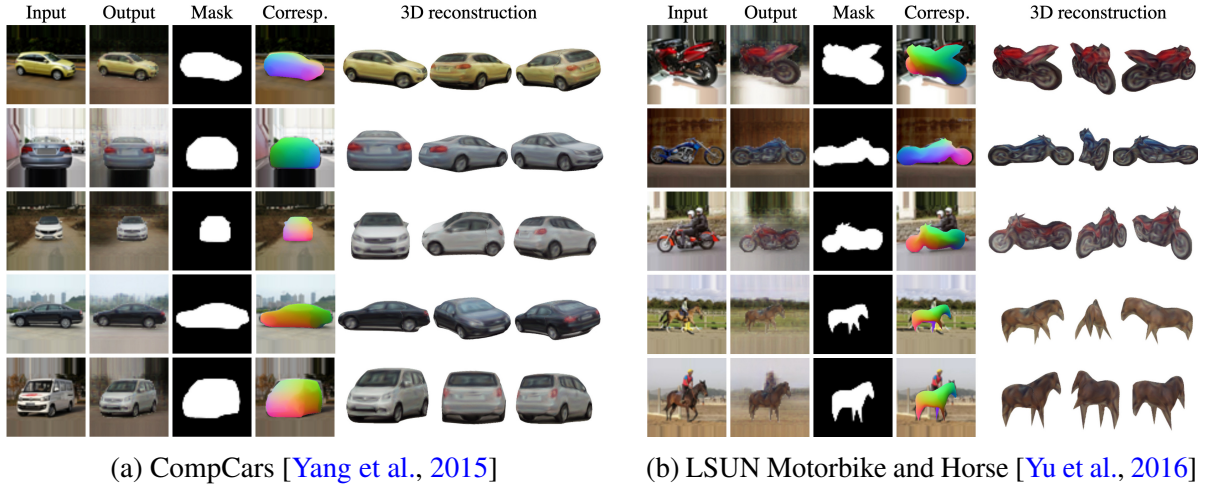 Input Output Mask Corresp. 3D reconstruction
Input Output Mask Corresp. 3D reconstruction
(a) CompCars [Yang et al., 2015]
(b) LSUN Motorbike and Horse [Yu et al., 2016]